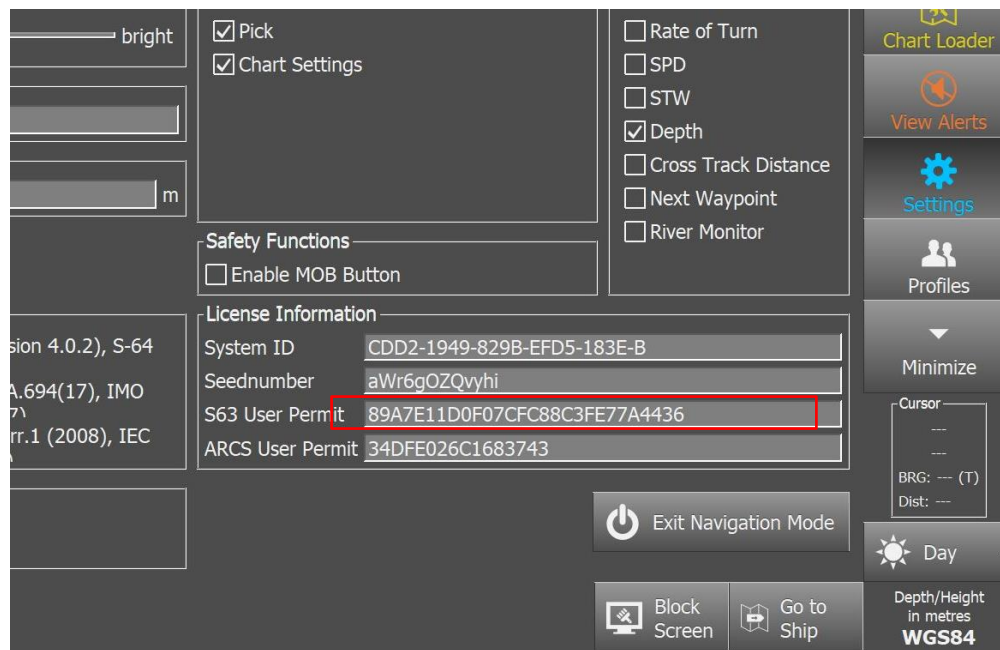 bright
m
sion 4.0.2), S-64
A.694(17), IMO
rr.1 (2008), IEC
Pick
Chart Settings
Safety Functions
Enable MOB Button
Rate of Turn
SPD
STW
Depth
Cross Track Distance
Next Waypoint
River Monitor
License Information
System ID CDD2-1949-829B-EFD5-183E-B
Seednumber aWr6gOZQvyhi
S63 User Permit 89A7E11D0F07CFC88C3FE77A4436
ARCS User Permit 34DFE026C1683743
Exit Navigation Mode
Block
Screen
Go to
Ship
Chart Loader
View Alerts
Settings
Profiles
Minimize
Cursor
---
---
BRG: --- (T)
Dist: ---
Day
Depth/Height
in metres
WGS84